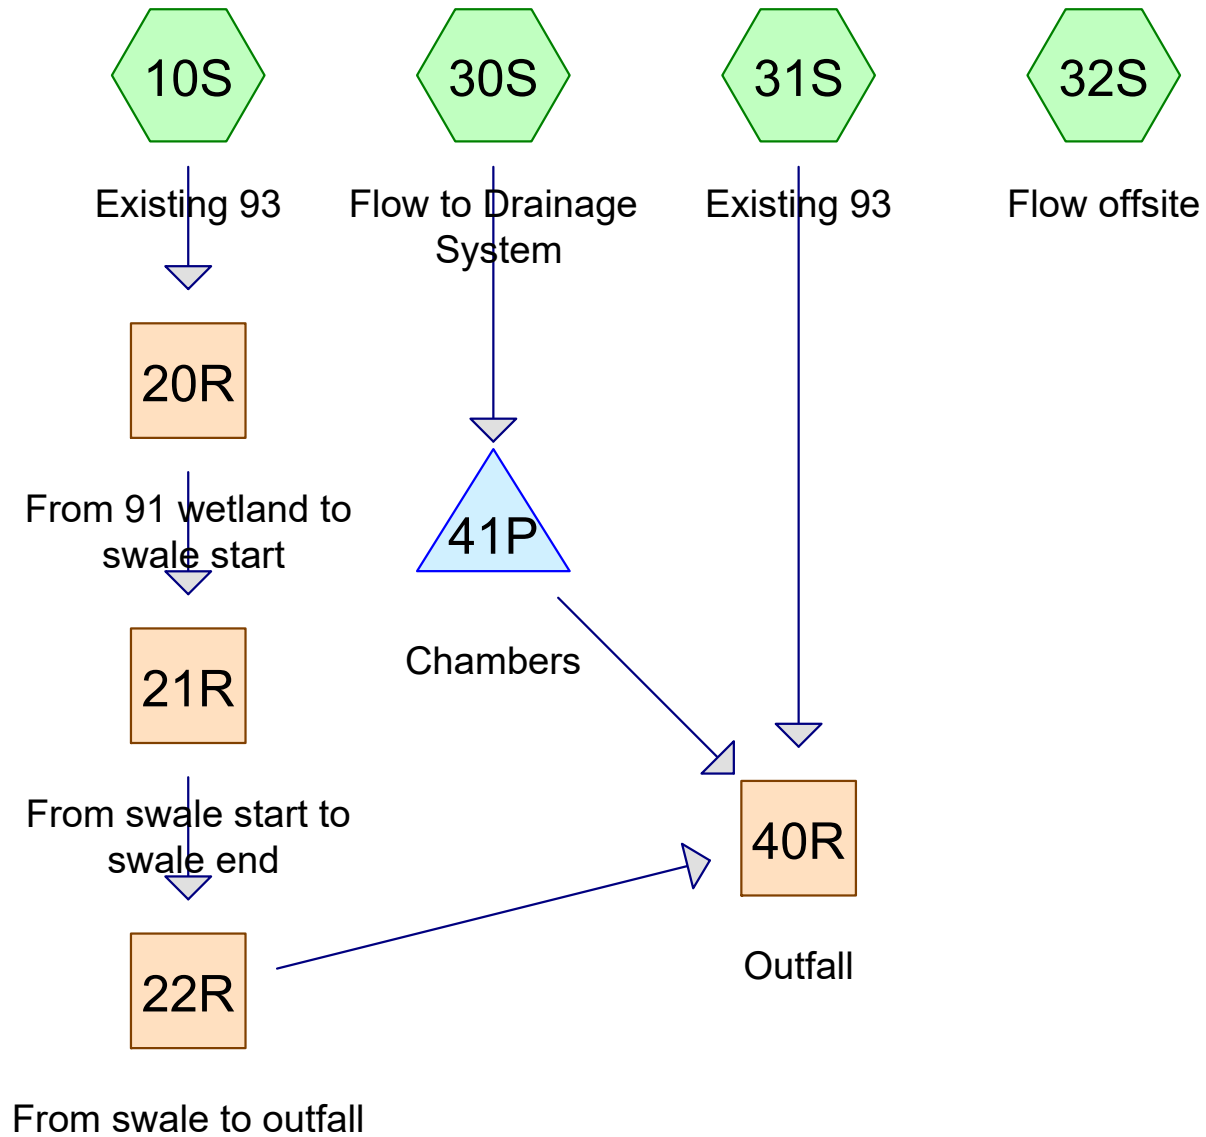 10S
30S
31S
32S
Existing 93
Flow to Drainage
System
Existing 93
Flow offsite
20R
From 91 wetland to
swale start
41P
Chambers
21R
From swale start to
swale end
40R
Outfall
22R
From swale to outfall